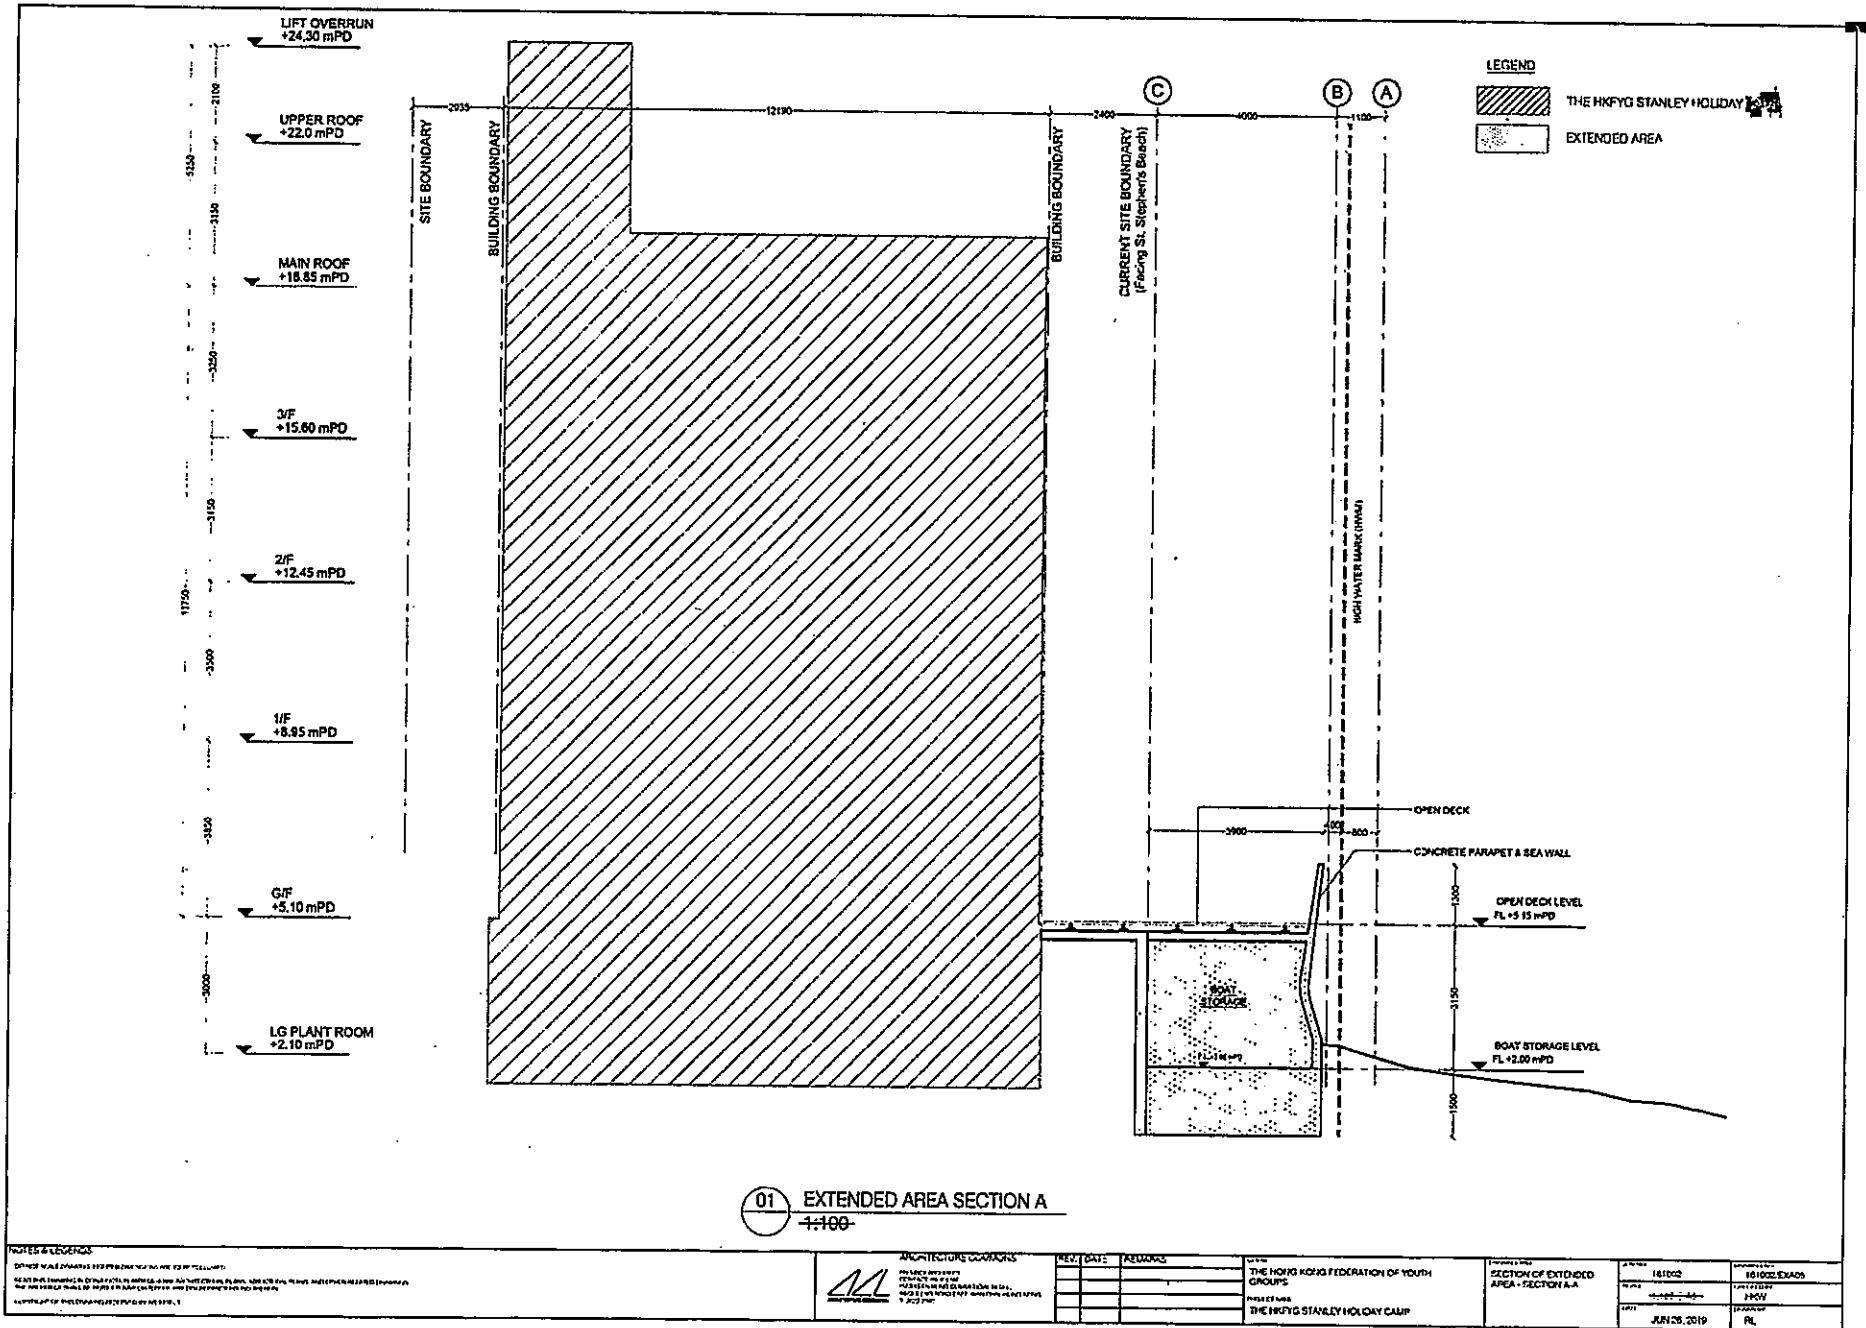 LIFT OVERRUN
+24.30 mPD
UPPER ROOF
+22.0 mPD
MAIN ROOF
+18.85 mPD
3/F
+15.60 mPD
2/F
+12.45 mPD
1/F
+8.95 mPD
G/F
+5.10 mPD
LG PLANT ROOM
+2.10 mPD
5250
11750
2100
3150
3250
3150
3500
3850
3000
2035
12190
2400
4000
1100
C
B
A
SITE BOUNDARY
BUILDING BOUNDARY
BUILDING BOUNDARY
CURRENT SITE BOUNDARY
(Facing St. Stephen's Beach)
HIGH WATER MARK (HWM)
LEGEND
THE HKFYG STANLEY HOLIDAY
EXTENDED AREA
OPEN DECK
3900
800
CONCRETE PARAPET & SEA WALL
OPEN DECK LEVEL
FL +5.15 mPD
BOAT
STORAGE
BOAT STORAGE LEVEL
FL +2.00 mPD
1300
3150
1500
01
EXTENDED AREA SECTION A
1:100
NOTES & LEGENDS
ARCHITECTURE COMMONS
REV.
DATE
REMARKS
THE HONG KONG FEDERATION OF YOUTH
GROUPS
THE HKFYG STANLEY HOLIDAY CAMP
SECTION OF EXTENDED
AREA - SECTION A-A
161002
161002/EXA05
JUN 26, 2019
RL